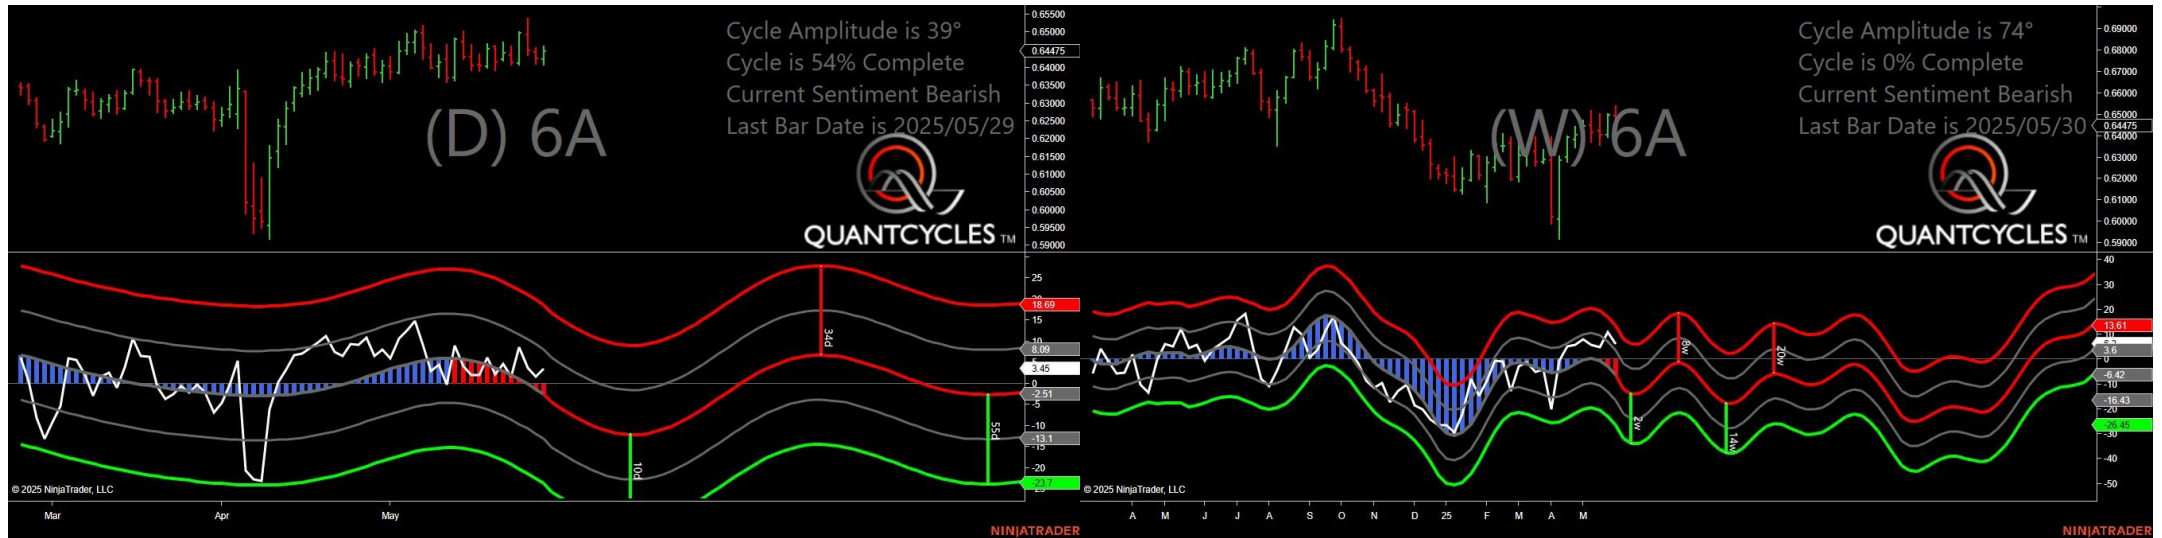 Cycle Amplitude is 39°
Cycle is 54% Complete
Current Sentiment Bearish
Last Bar Date is 2025/05/29
(D) 6A
QUANTCYCLES TM
0.65500
0.65000
0.64475
0.64000
0.63500
0.63000
0.62500
0.62000
0.61500
0.61000
0.60500
0.60000
0.59500
0.59000
25
18.69
15
10
8.09
5
3.45
0
-2.51
-5
-10
-13.1
-15
-20
-23.7
34d
10d
55d
© 2025 NinjaTrader, LLC
Mar Apr May
NINJATRADER
Cycle Amplitude is 74°
Cycle is 0% Complete
Current Sentiment Bearish
Last Bar Date is 2025/05/30
(W) 6A
QUANTCYCLES TM
0.69000
0.68000
0.67000
0.66000
0.65000
0.64475
0.64000
0.63000
0.62000
0.61000
0.60000
0.59000
40
30
20
13.61
10
3.6
0
-6.42
-10
-16.43
-20
-26.45
-30
-40
-50
8w
20w
2w
14w
© 2025 NinjaTrader, LLC
A M J J A S O N D 25 F M A M
NINJATRADER